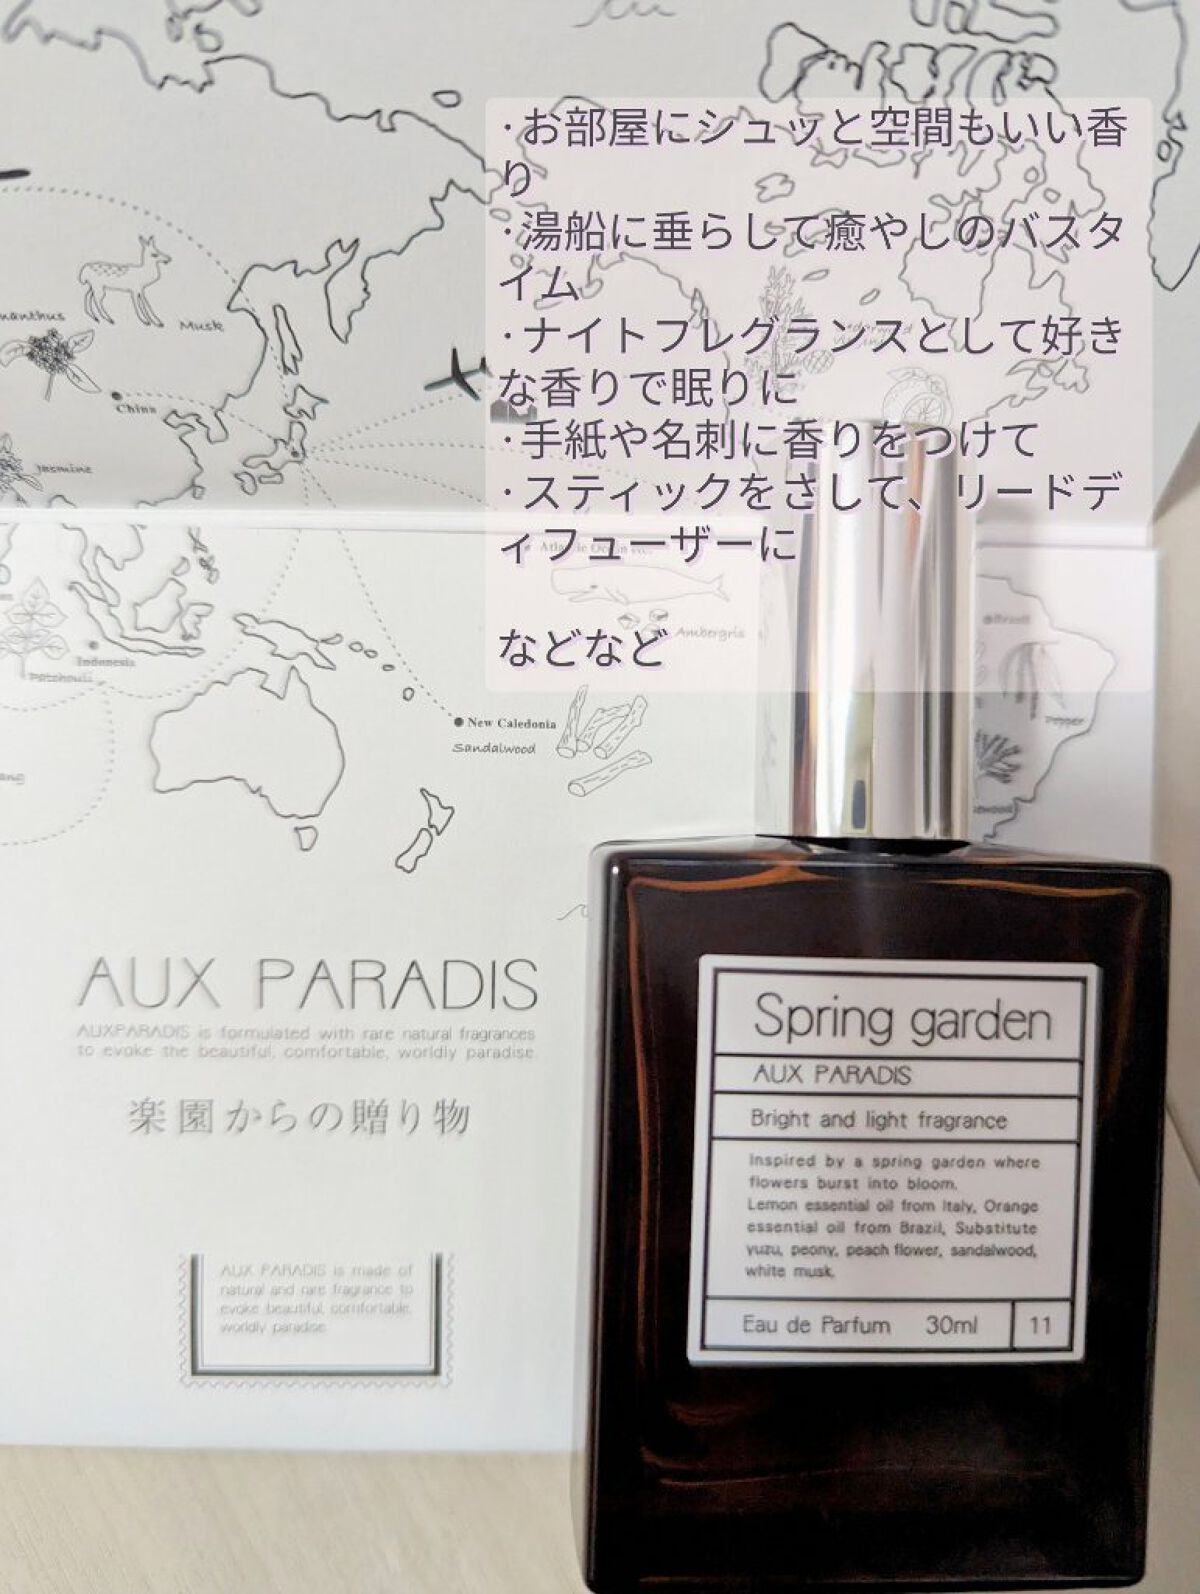 ・お部屋にシュッと空間もいい香
り
・湯船に垂らして癒やしのバスタ
イム
・ナイトフレグランスとして好き
な香りで眠りに
・手紙や名刺に香りをつけて
・スティックをさして、リードデ
ィフューザーに
などなど
Musk
China
Jasmine
Indonesia
Patchouli
Ambergris
New Caledonia
Sandalwood
Brazil
Pepper
AUX PARADIS
AUXPARADIS is formulated with rare natural fragrances
to evoke the beautiful, comfortable, worldly paradise.
楽園からの贈り物
AUX PARADIS is made of
natural and rare fragrance to
evoke beautiful, comfortable,
worldly paradise.
Spring garden
AUX PARADIS
Bright and light fragrance
Inspired by a spring garden where
flowers burst into bloom.
Lemon essential oil from Italy, Orange
essential oil from Brazil, Substitute
yuzu, peony, peach flower, sandalwood,
white musk.
Eau de Parfum 30ml 11